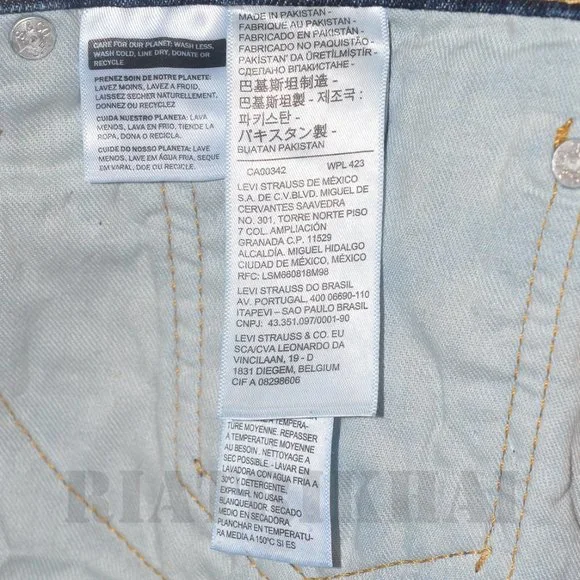 CARE FOR OUR PLANET: WASH LESS,
WASH COLD, LINE DRY, DONATE OR
RECYCLE
PRENEZ SOIN DE NOTRE PLANETE:
LAVEZ MOINS, LAVEZ A FROID,
LAISSEZ SECHER NATURELLEMENT,
DONNEZ OU RECYCLEZ
CUIDA NUESTRO PLANETA: LAVA
MENOS, LAVA EN FRIO, TIENDE LA
ROPA, DONA O RECICLA.
CUIDE DO NOSSO PLANETA: LAVE
MENOS, LAVE EM ÁGUA FRIA, SEQUE
EM VARAL, DOE OU RECICLE.
MADE IN PAKISTAN -
FABRIQUE AU PAKISTAN -
FABRICADO EN PAKISTAN -
FABRICADO NO PAQUISTÃO -
PAKİSTAN' DA ÜRETİLMİŞTİR -
СДЕЛАНО ВПАКИСТАНЕ -
巴基斯坦制造 -
巴基斯坦製 - 제조국 :
파키스탄 -
パキスタン製 -
BUATAN PAKISTAN
CA00342 WPL 423
LEVI STRAUSS DE MÉXICO
S.A. DE C.V.BLVD. MIGUEL DE
CERVANTES SAAVEDRA
NO. 301, TORRE NORTE PISO
7 COL. AMPLIACIÓN
GRANADA C.P. 11529
ALCALDÍA. MIGUEL HIDALGO
CIUDAD DE MÉXICO, MÉXICO
RFC: LSM660818M98
LEVI STRAUSS DO BRASIL
AV. PORTUGAL, 400 06690-110
ITAPEVI – SAO PAULO BRASIL
CNPJ: 43.351.097/0001-90
LEVI STRAUSS & CO. EU
SCA/CVA LEONARDO DA
VINCILAAN, 19 - D
1831 DIEGEM, BELGIUM
CIF A 08298606
A TEMPERA-
TURE MOYENNE. REPASSER
A TEMPERATURE MOYENNE
AU BESOIN . NETTOYAGE A
SEC POSSIBLE. - LAVAR EN
LAVADORA CON AGUA FRIA A
30ºC Y DETERGENTE.
EXPRIMIR. NO USAR
BLANQUEADOR. SECADO
MEDIO EN SECADORA
PLANCHAR EN TEMPERATU-
RA MEDIA A 150ºC SI ES